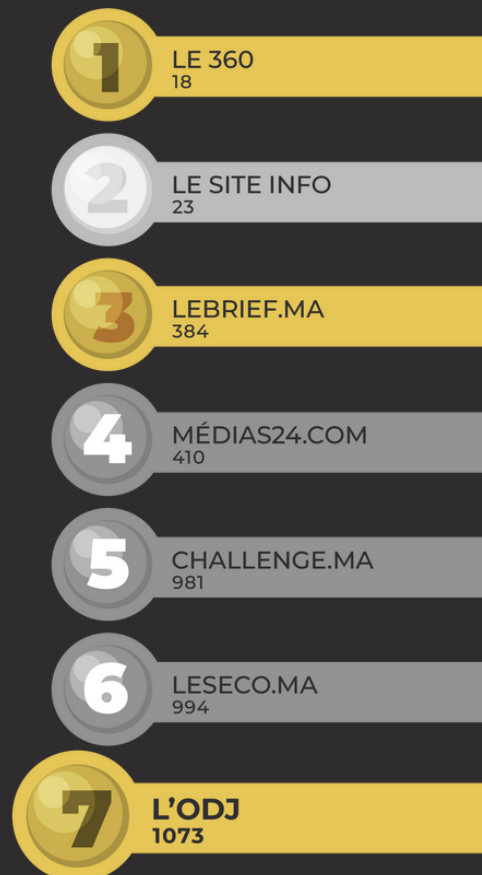 1
LE 360
18
2
LE SITE INFO
23
3
LEBRIEF.MA
384
4
MÉDIAS24.COM
410
5
CHALLENGE.MA
981
6
LESECO.MA
994
7
L’ODJ
1073